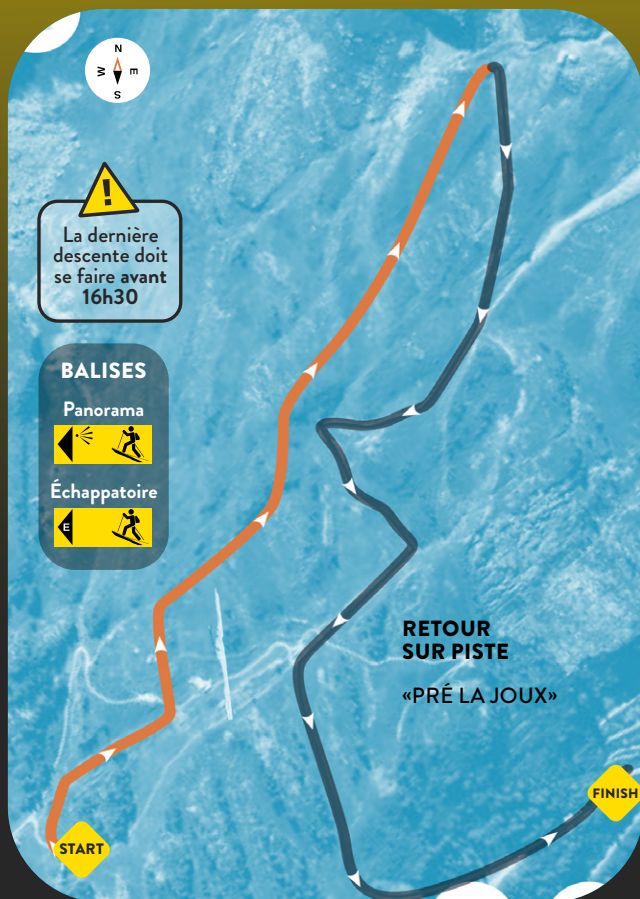 N
W
E
S
!
La dernière
descente doit
se faire avant
16h30
BALISES
Panorama
Échappatoire
E
RETOUR
SUR PISTE
«PRÉ LA JOUX»
FINISH
START